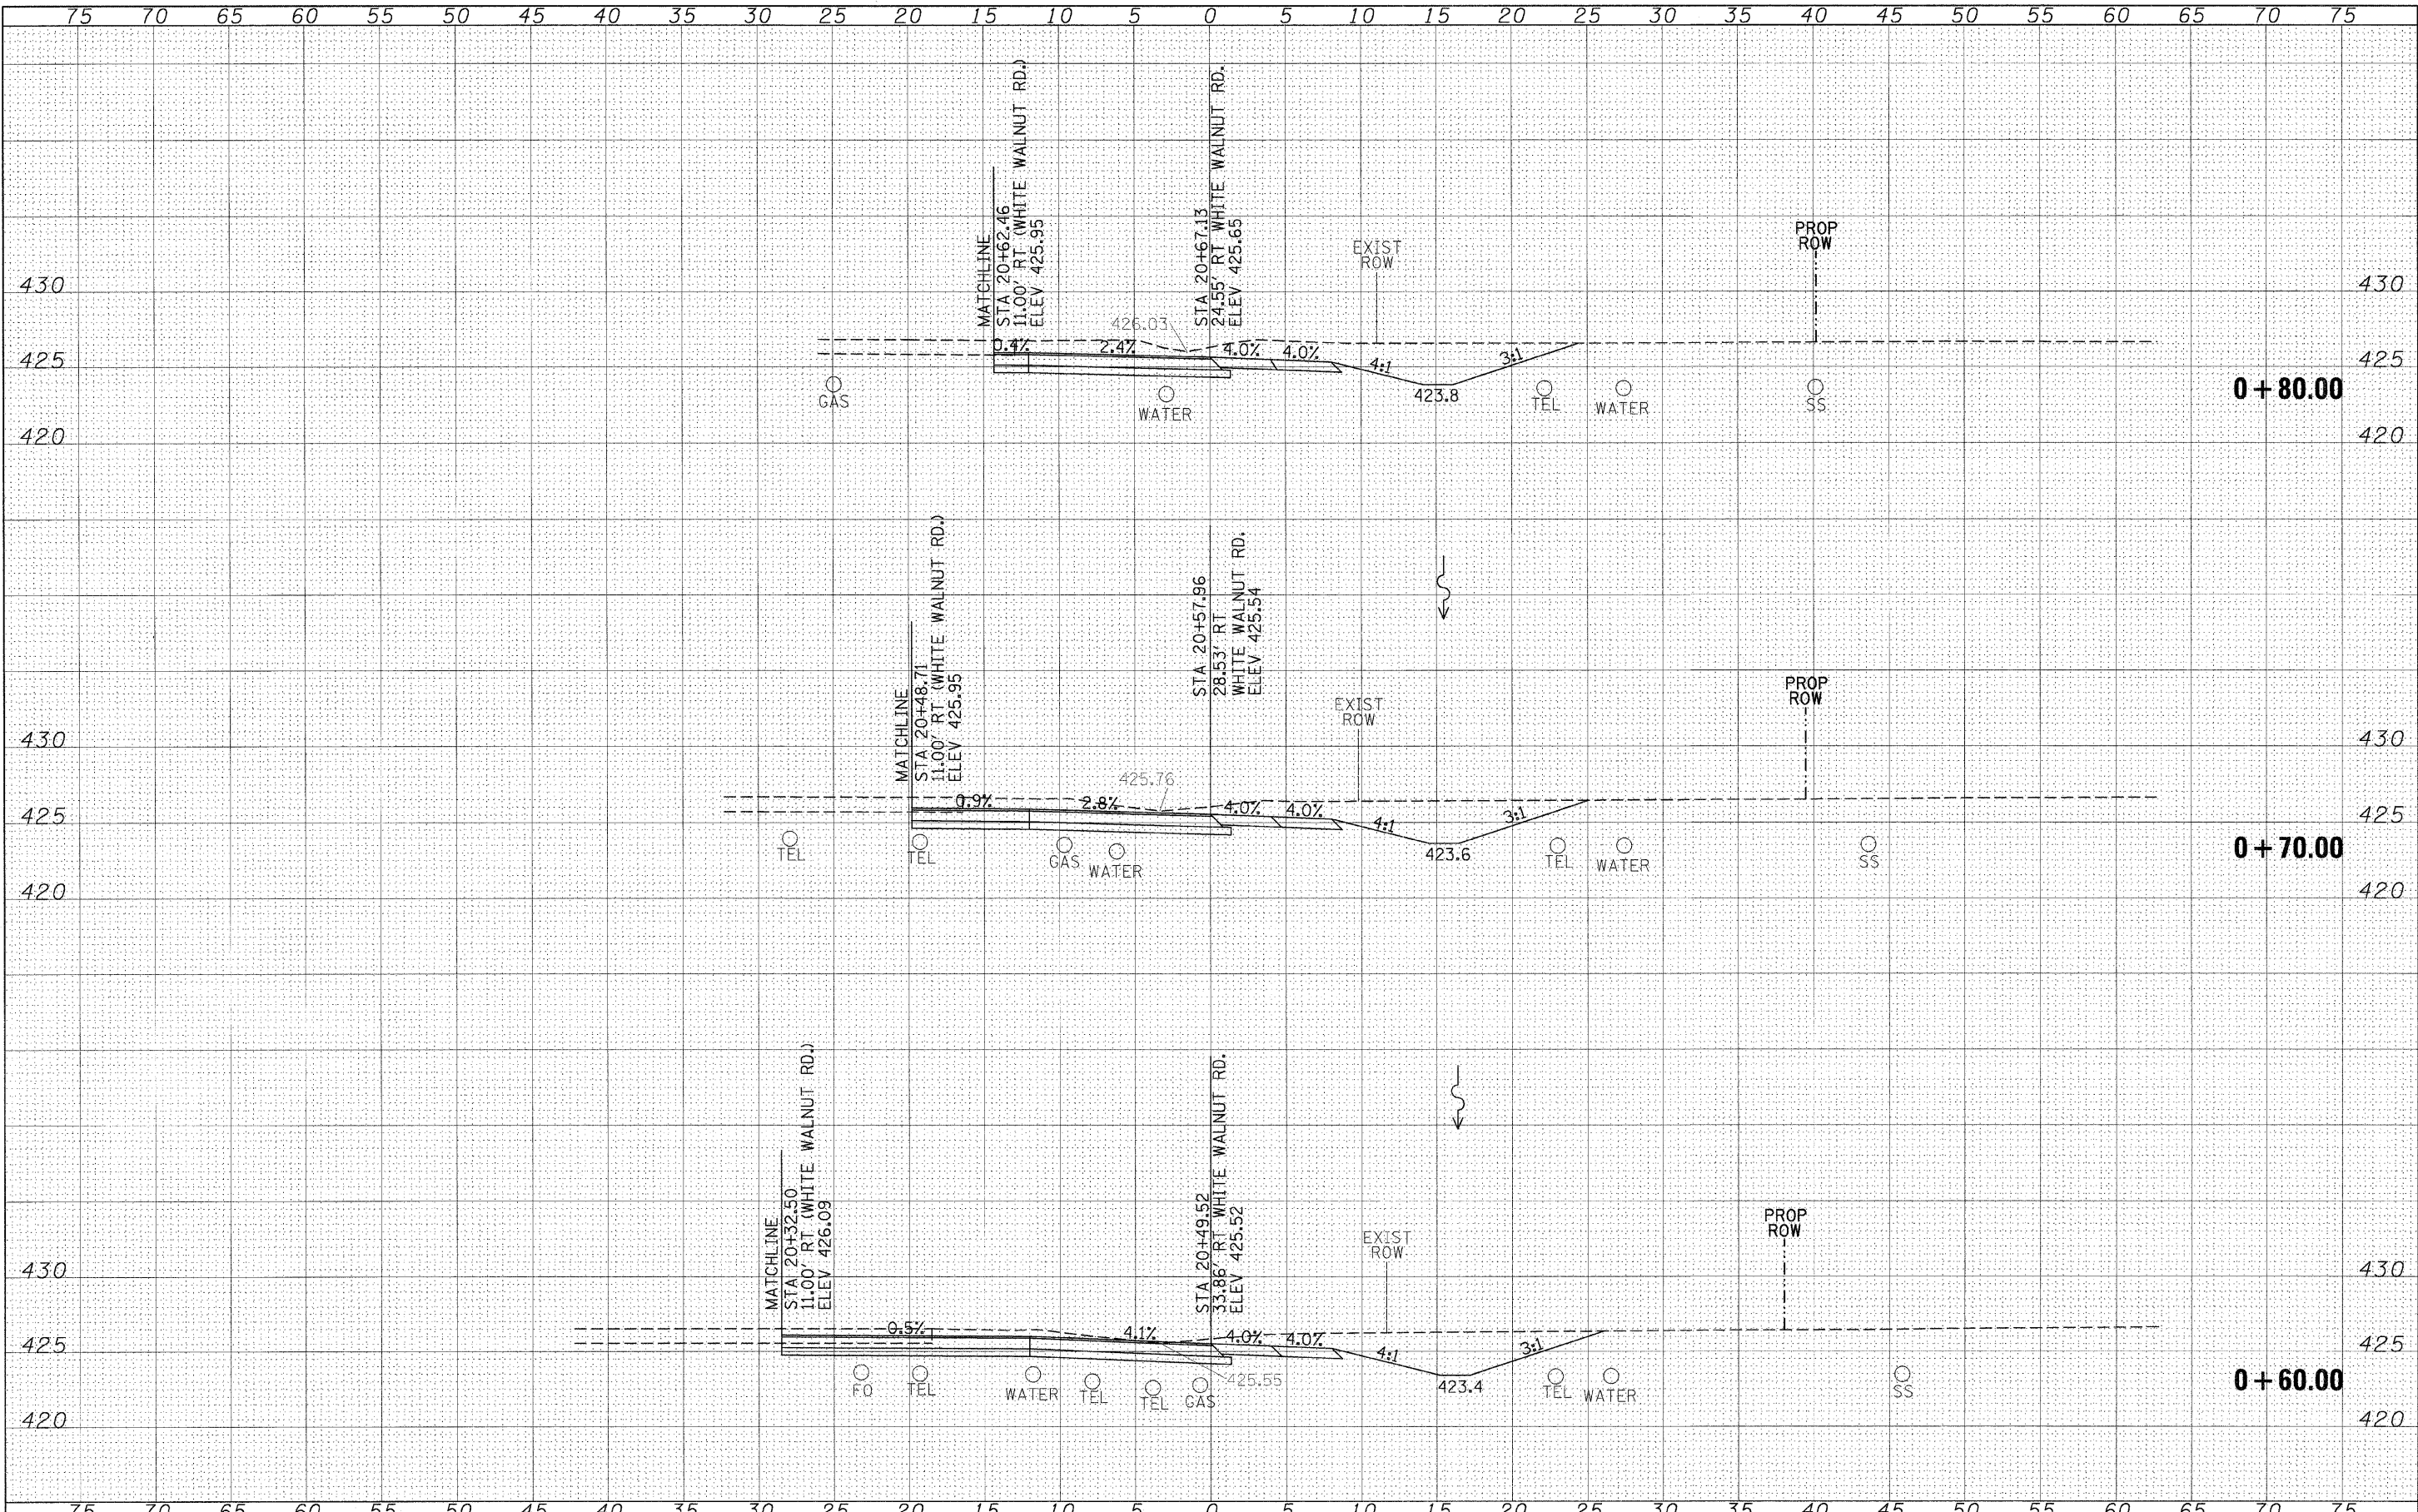 75 70 65 60 55 50 45 40 35 30 25 20 15 10 5 0 5 10 15 20 25 30 35 40 45 50 55 60 65 70 75
MATCHLINE
STA 20+62.46
11.00' RT (WHITE WALNUT RD.)
ELEV 425.95
STA 20+67.13
24.55' RT WHITE WALNUT RD.
ELEV 425.65
EXIST
ROW
PROP
ROW
430 430
426.03
0.4% 2.4% 4.0% 4.0% 4:1 3:1
425 425
423.8
GAS WATER TEL WATER SS
0+80.00
420 420
MATCHLINE
STA 20+48.71
11.00' RT (WHITE WALNUT RD.)
ELEV 425.95
STA 20+57.96
28.53' RT
WHITE WALNUT RD.
ELEV 425.54
EXIST
ROW
PROP
ROW
430 430
425.76
0.9% 2.8% 4.0% 4.0% 4:1 3:1
425 425
423.6
TEL TEL GAS WATER TEL WATER SS
0+70.00
420 420
MATCHLINE
STA 20+32.50
11.00' RT (WHITE WALNUT RD.)
ELEV 426.09
STA 20+49.52
33.86' RT WHITE WALNUT RD.
ELEV 425.52
EXIST
ROW
PROP
ROW
430 430
0.5% 4.1% 4.0% 4.0% 4:1 3:1
425 425
425.55
423.4
FO TEL WATER TEL TEL GAS TEL WATER SS
0+60.00
420 420
75 70 65 60 55 50 45 40 35 30 25 20 15 10 5 0 5 10 15 20 25 30 35 40 45 50 55 60 65 70 75